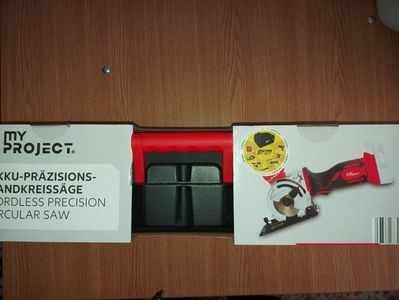 MY
PROJECT®
KKU-PRÄZISIONS-
ANDKREISSÄGE
ORDLESS PRECISION
RCULAR SAW